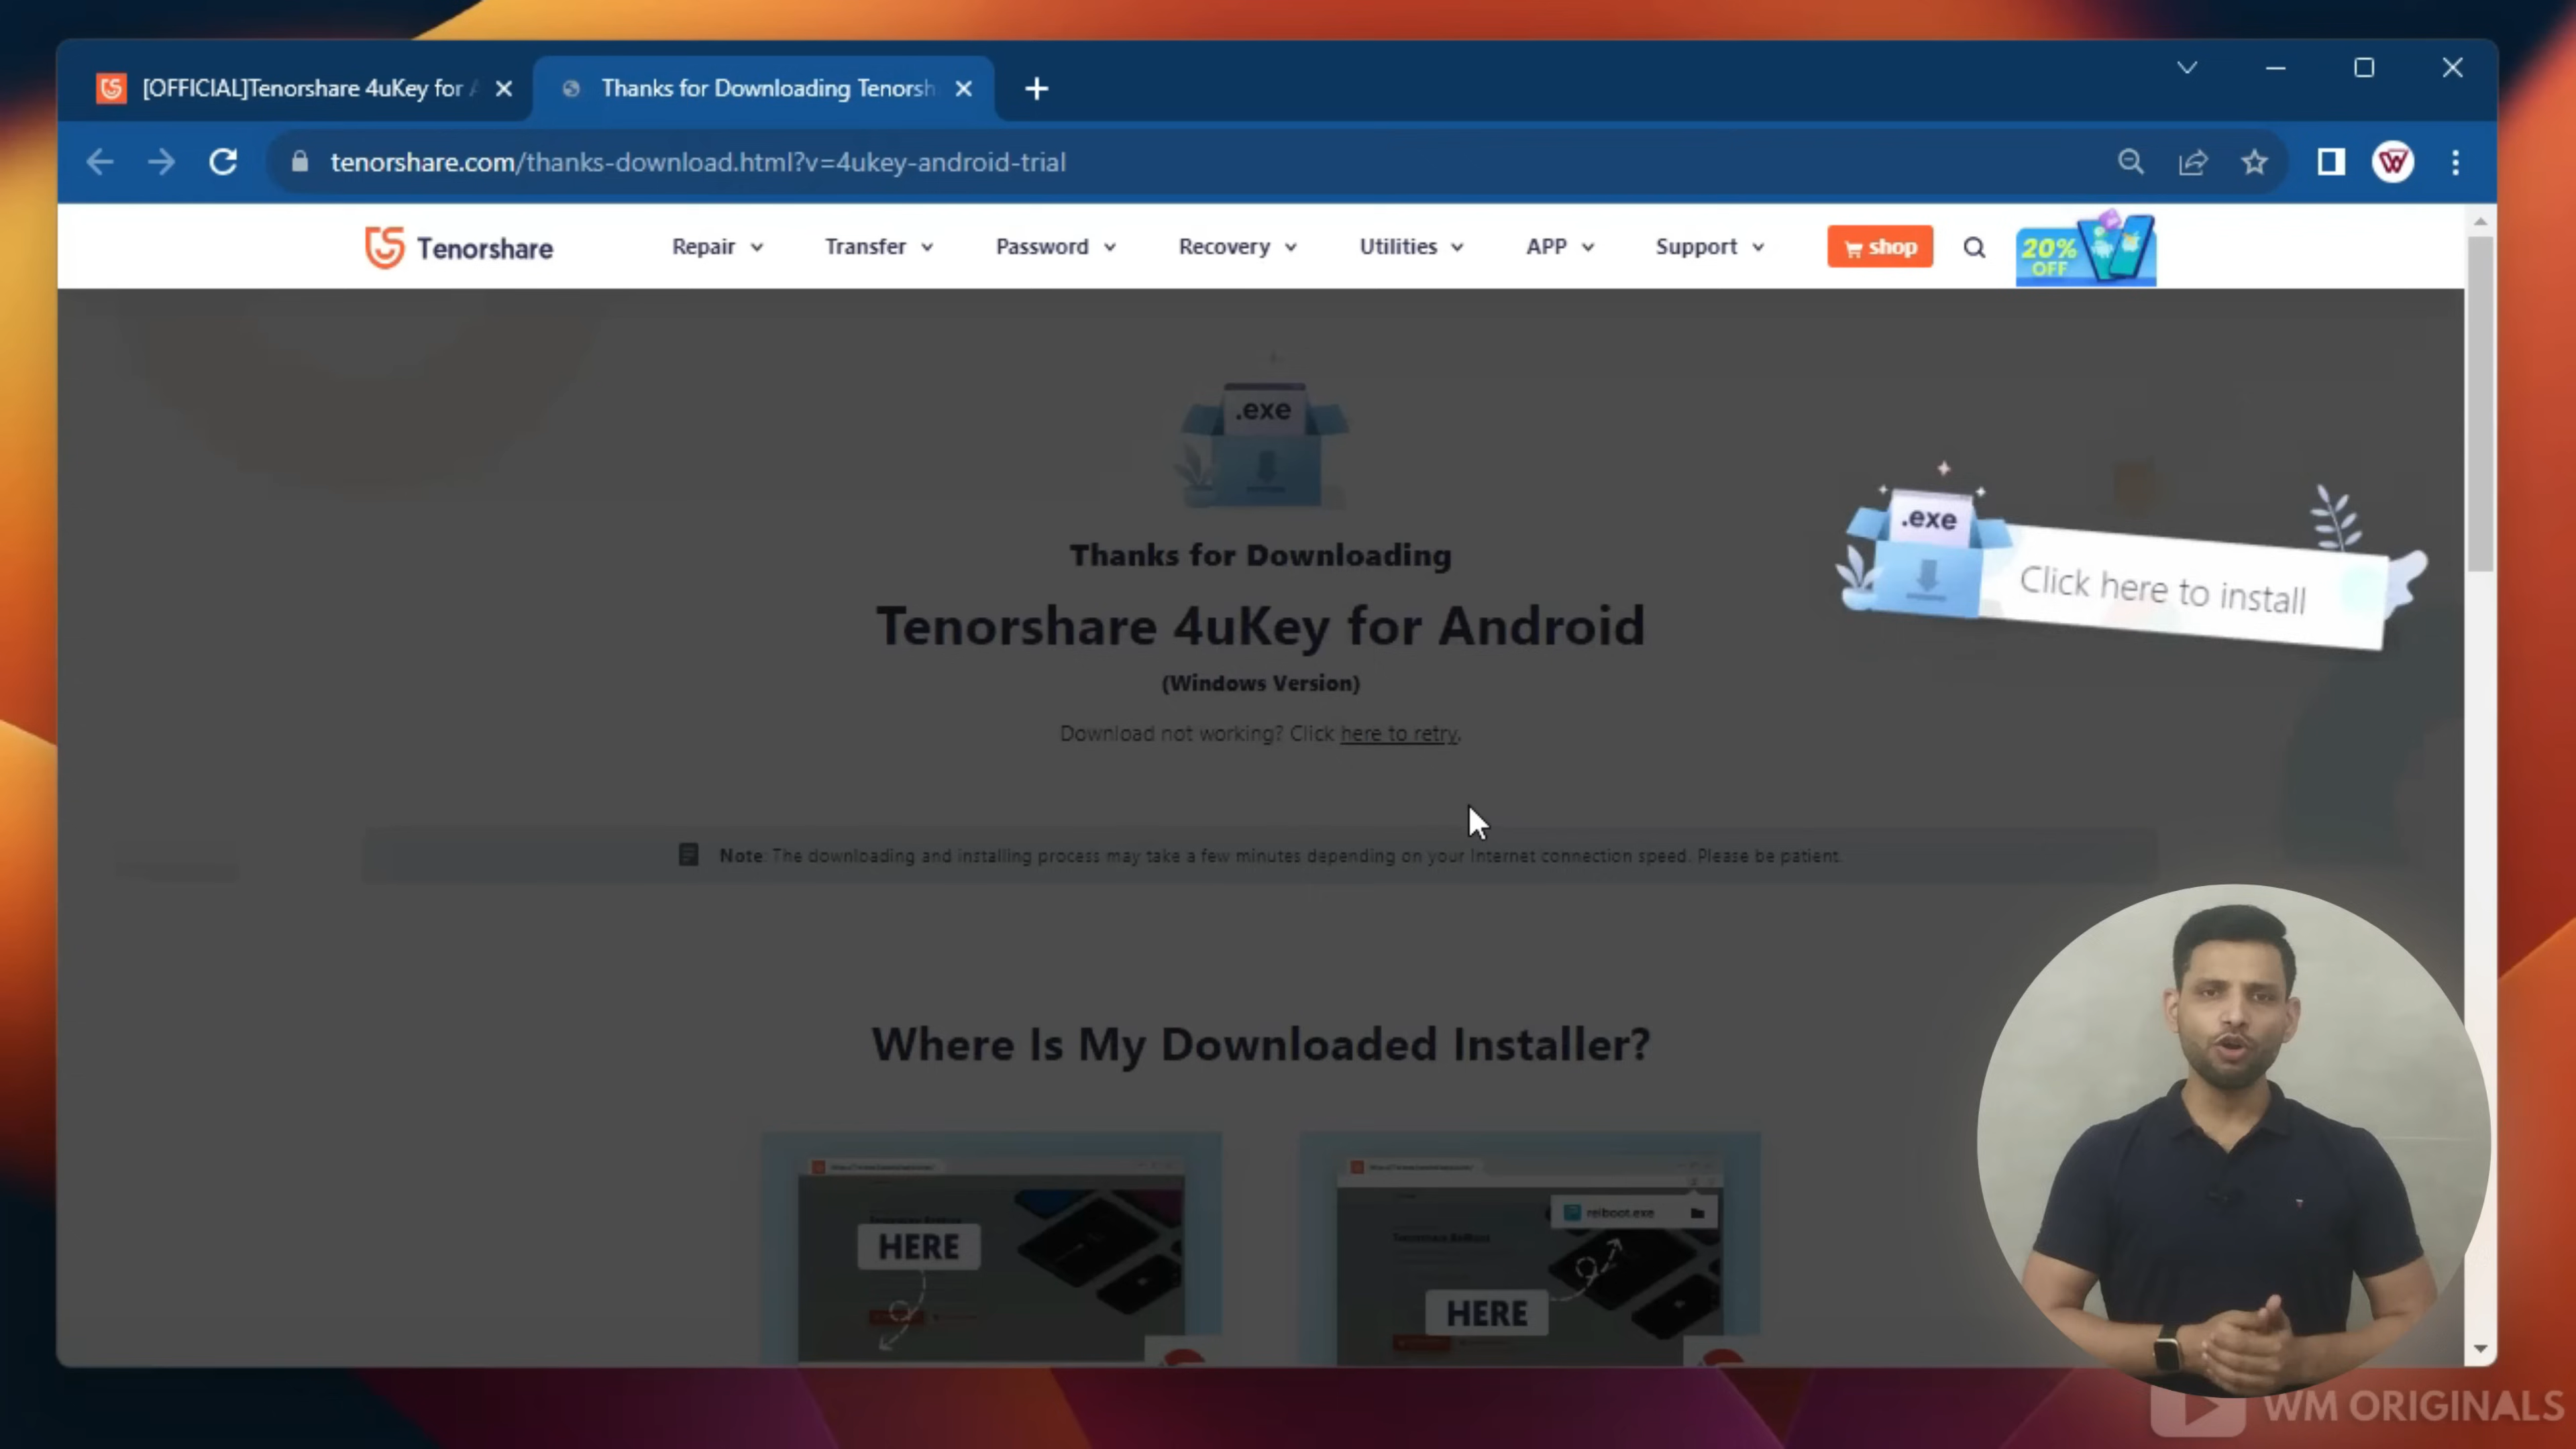 [OFFICIAL]Tenorshare 4uKey for A
Thanks for Downloading Tenorsh
tenorshare.com/thanks-download.html?v=4ukey-android-trial
Tenorshare
Repair
Transfer
Password
Recovery
Utilities
APP
Support
shop
20%
OFF
.exe
Thanks for Downloading
Tenorshare 4uKey for Android
(Windows Version)
Download not working? Click here to retry.
.exe
Click here to install
Note: The downloading and installing process may take a few minutes depending on your Internet connection speed. Please be patient.
Where Is My Downloaded Installer?
HERE
reiboot.exe
HERE
WM ORIGINALS